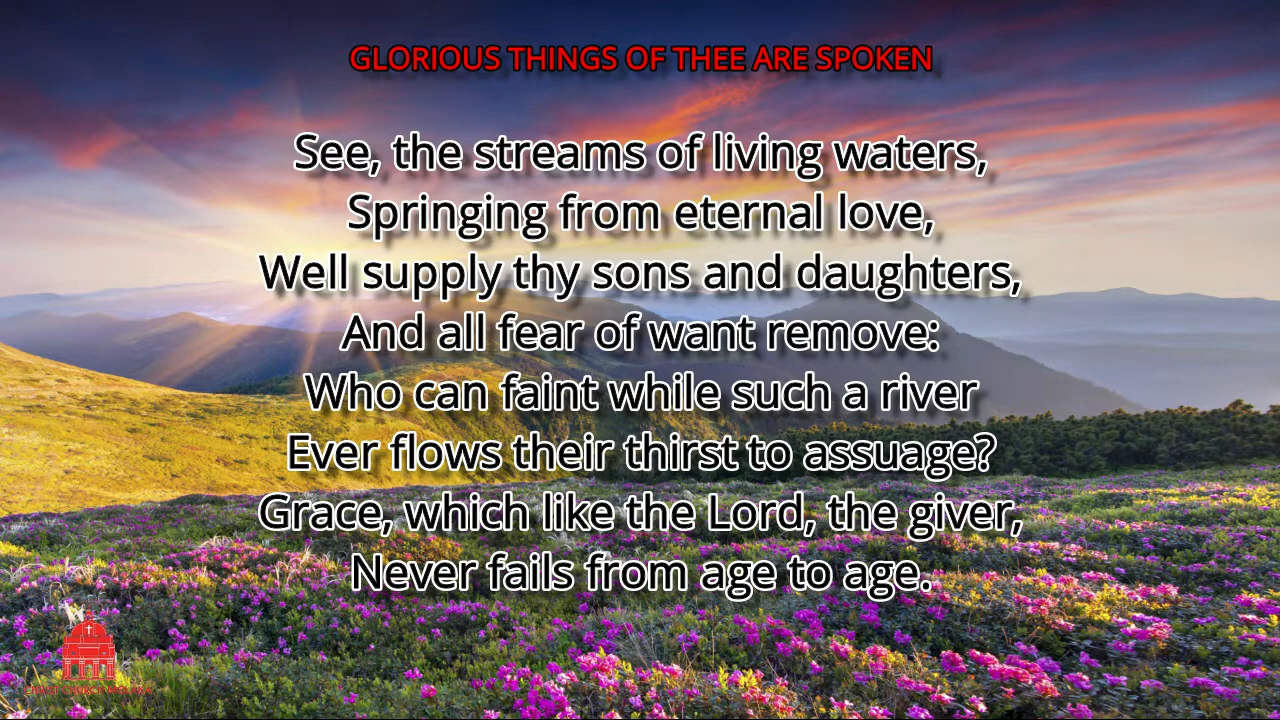 GLORIOUS THINGS OF THEE ARE SPOKEN
See, the streams of living waters,
Springing from eternal love,
Well supply thy sons and daughters,
And all fear of want remove:
Who can faint while such a river
Ever flows their thirst to assuage?
Grace, which like the Lord, the giver,
Never fails from age to age.
CHRIST CHURCH